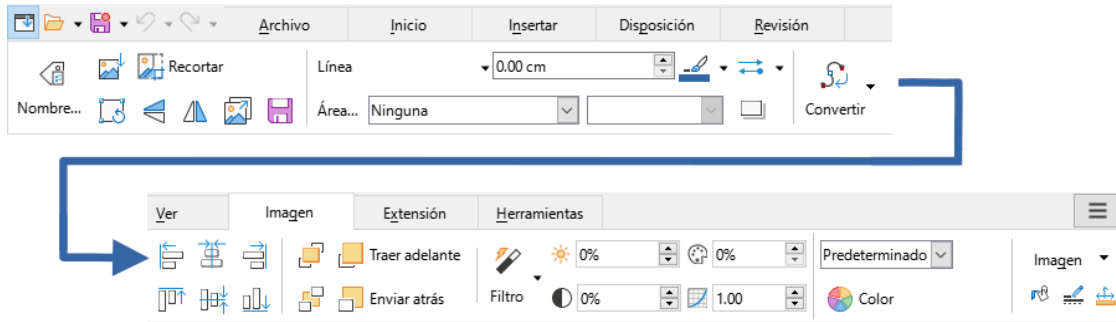 Archivo Inicio Insertar Disposición Revisión
Recortar Línea 0.00 cm
Nombre... Área... Ninguna Convertir
Ver Imagen Extensión Herramientas
Traer adelante 0% 0% Predeterminado Imagen
Enviar atrás Filtro 0% 1.00 Color